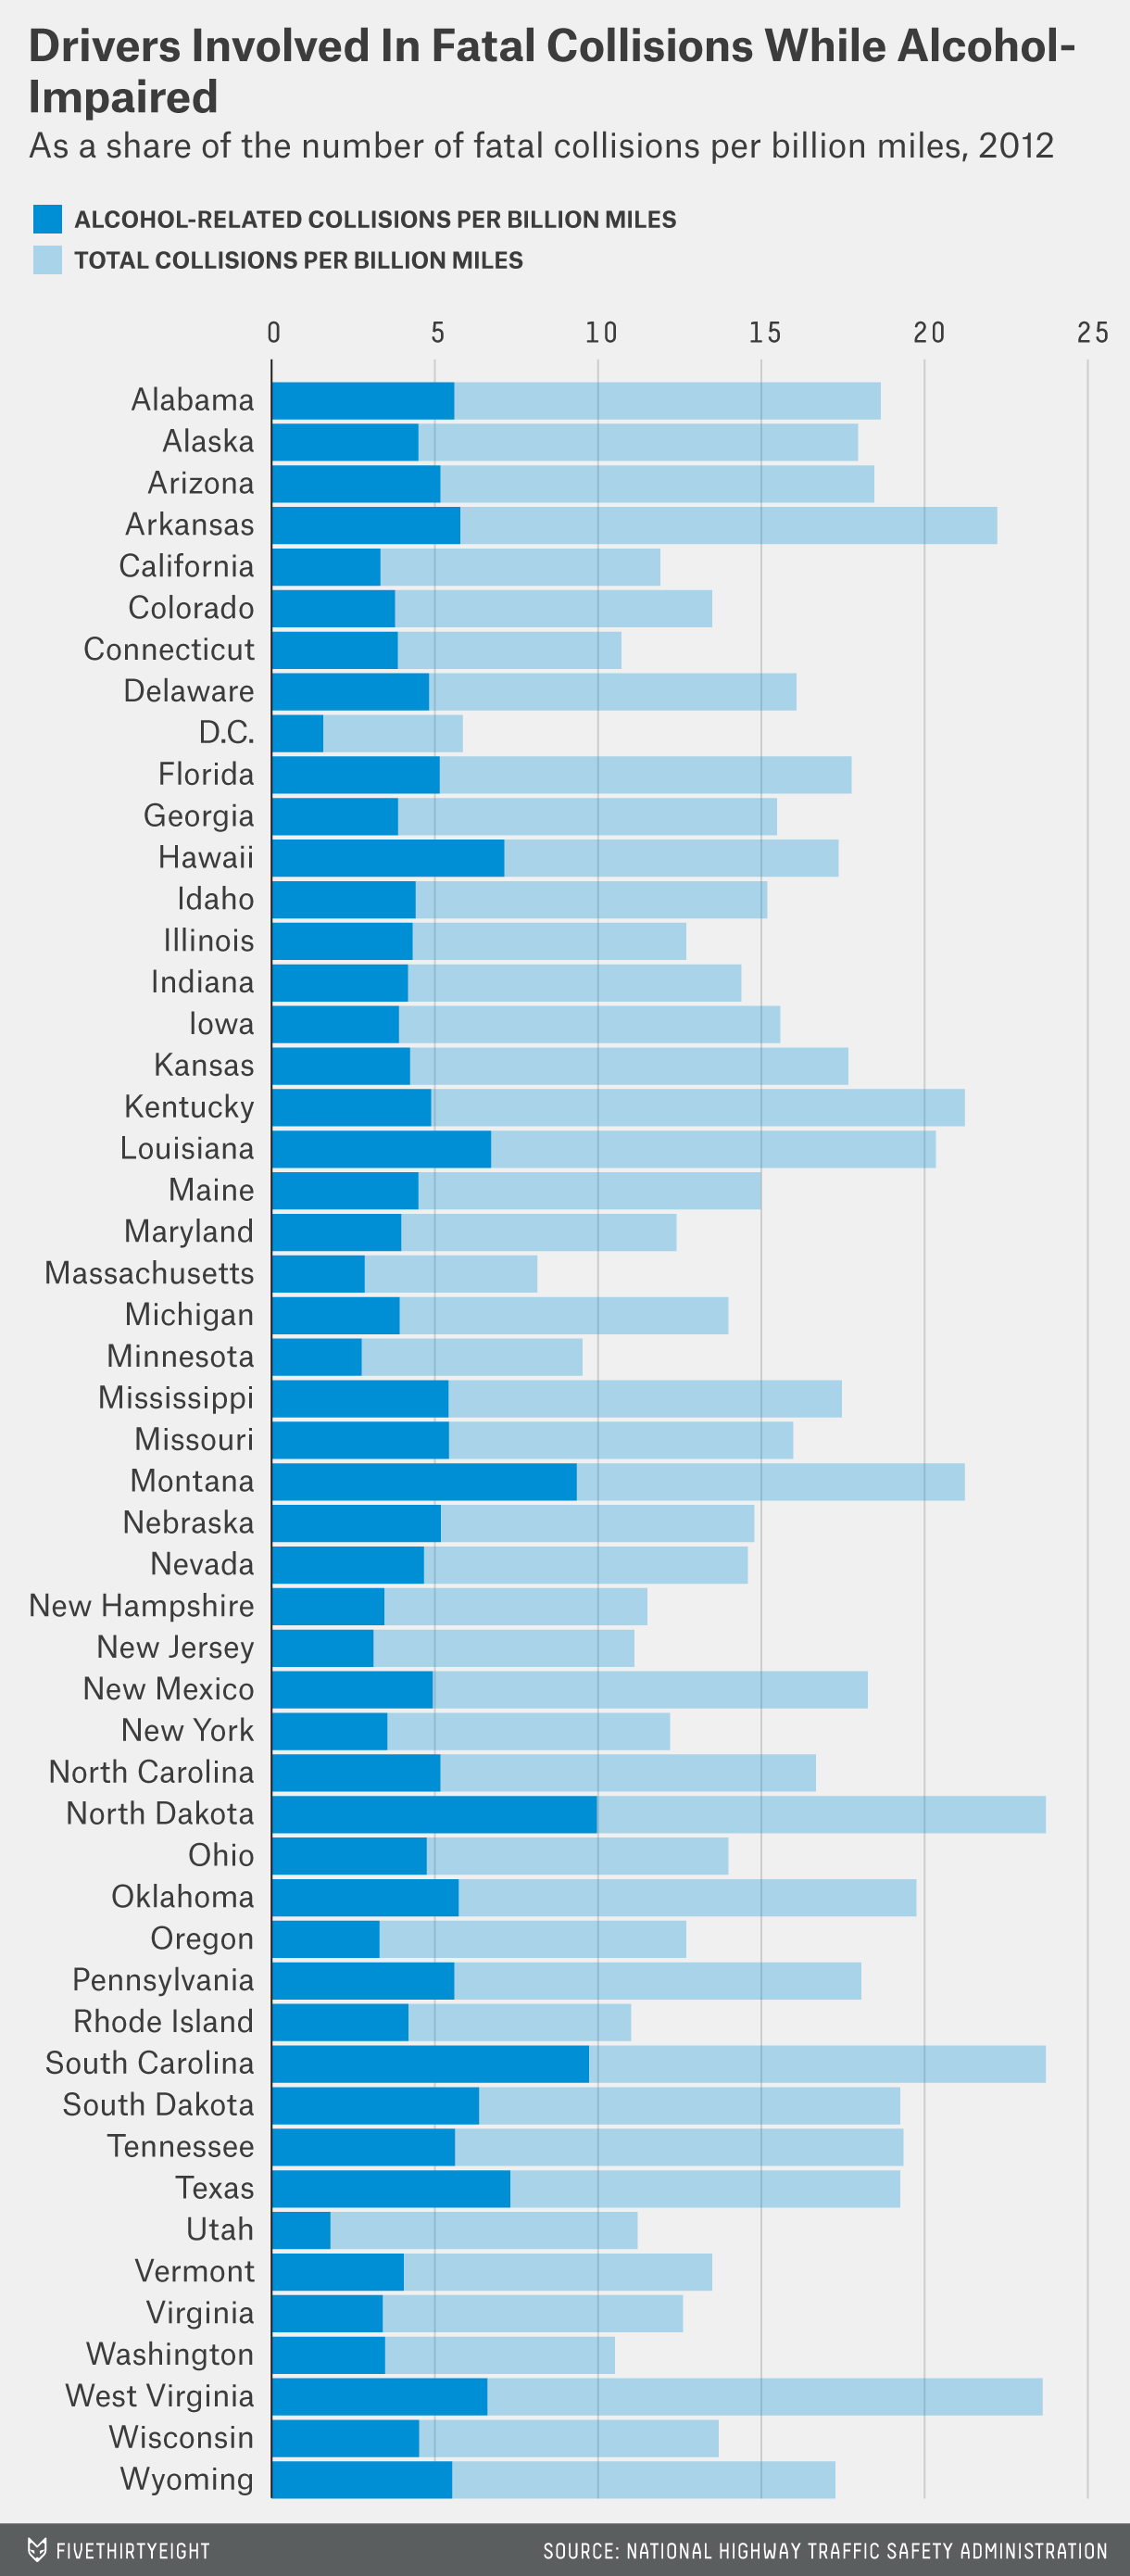 Drivers Involved In Fatal Collisions While Alcohol-
Impaired
As a share of the number of fatal collisions per billion miles, 2012
ALCOHOL-RELATED COLLISIONS PER BILLION MILES
TOTAL COLLISIONS PER BILLION MILES
0 5 10 15 20 25
Alabama
Alaska
Arizona
Arkansas
California
Colorado
Connecticut
Delaware
D.C.
Florida
Georgia
Hawaii
Idaho
Illinois
Indiana
Iowa
Kansas
Kentucky
Louisiana
Maine
Maryland
Massachusetts
Michigan
Minnesota
Mississippi
Missouri
Montana
Nebraska
Nevada
New Hampshire
New Jersey
New Mexico
New York
North Carolina
North Dakota
Ohio
Oklahoma
Oregon
Pennsylvania
Rhode Island
South Carolina
South Dakota
Tennessee
Texas
Utah
Vermont
Virginia
Washington
West Virginia
Wisconsin
Wyoming
FIVETHIRTYEIGHT SOURCE: NATIONAL HIGHWAY TRAFFIC SAFETY ADMINISTRATION